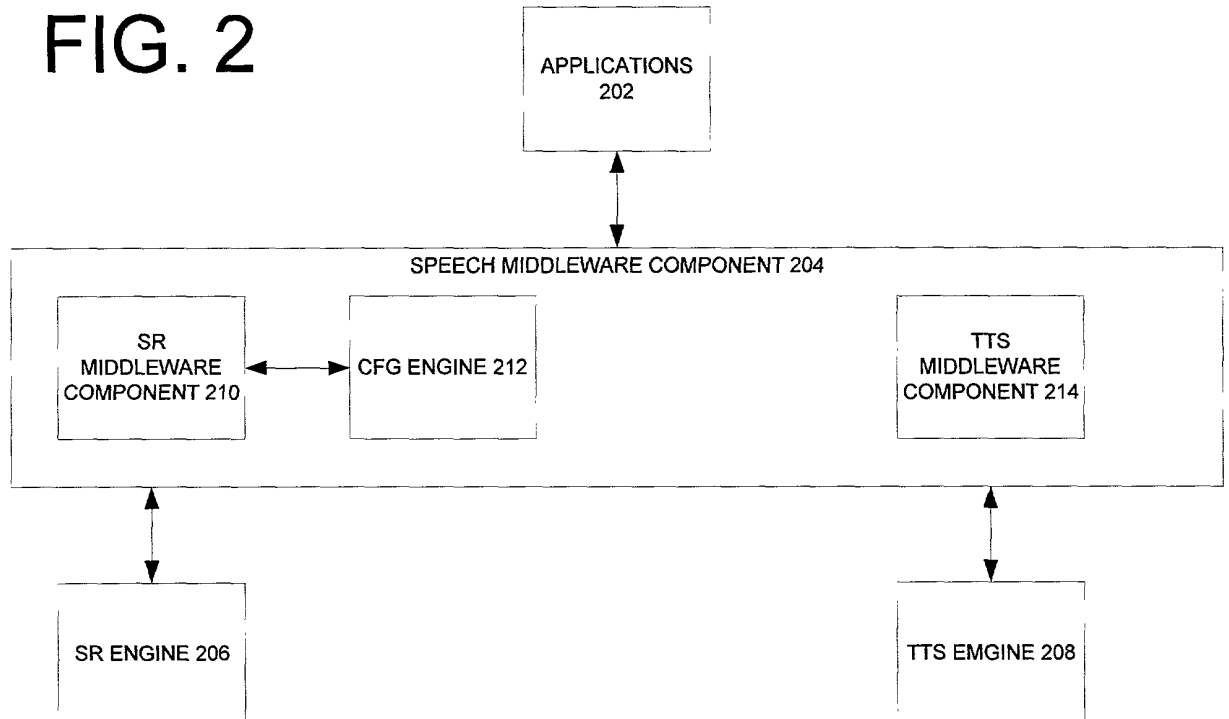 FIG. 2
APPLICATIONS
202
SPEECH MIDDLEWARE COMPONENT 204
SR
MIDDLEWARE
COMPONENT 210
CFG ENGINE 212
TTS
MIDDLEWARE
COMPONENT 214
SR ENGINE 206
TTS EMGINE 208